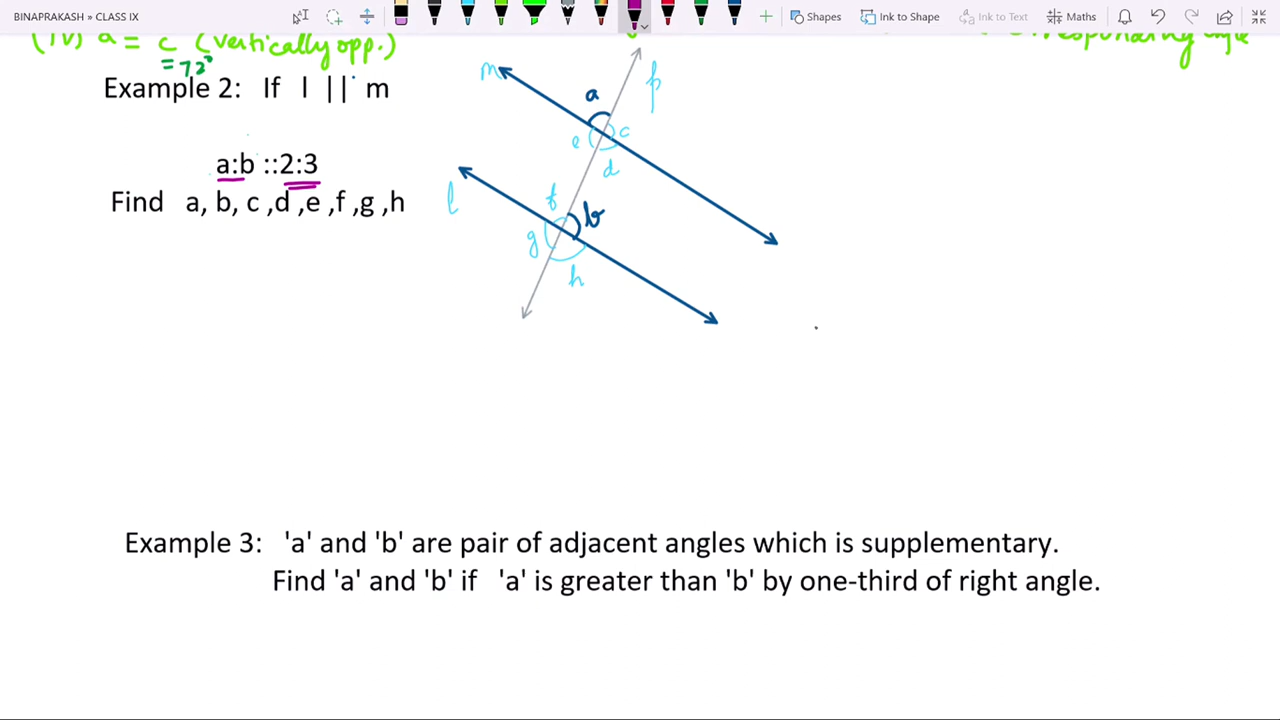 BINAPRAKASH » CLASS IX
Shapes
Ink to Shape
Ink to Text
Maths
(IV) a = c (vertically opp.)
= 72°
Example 2: If l || m
a:b ::2:3
Find a, b, c ,d ,e ,f ,g ,h
m
p
a
e
c
d
l
f
b
g
h
Example 3: 'a' and 'b' are pair of adjacent angles which is supplementary.
Find 'a' and 'b' if 'a' is greater than 'b' by one-third of right angle.